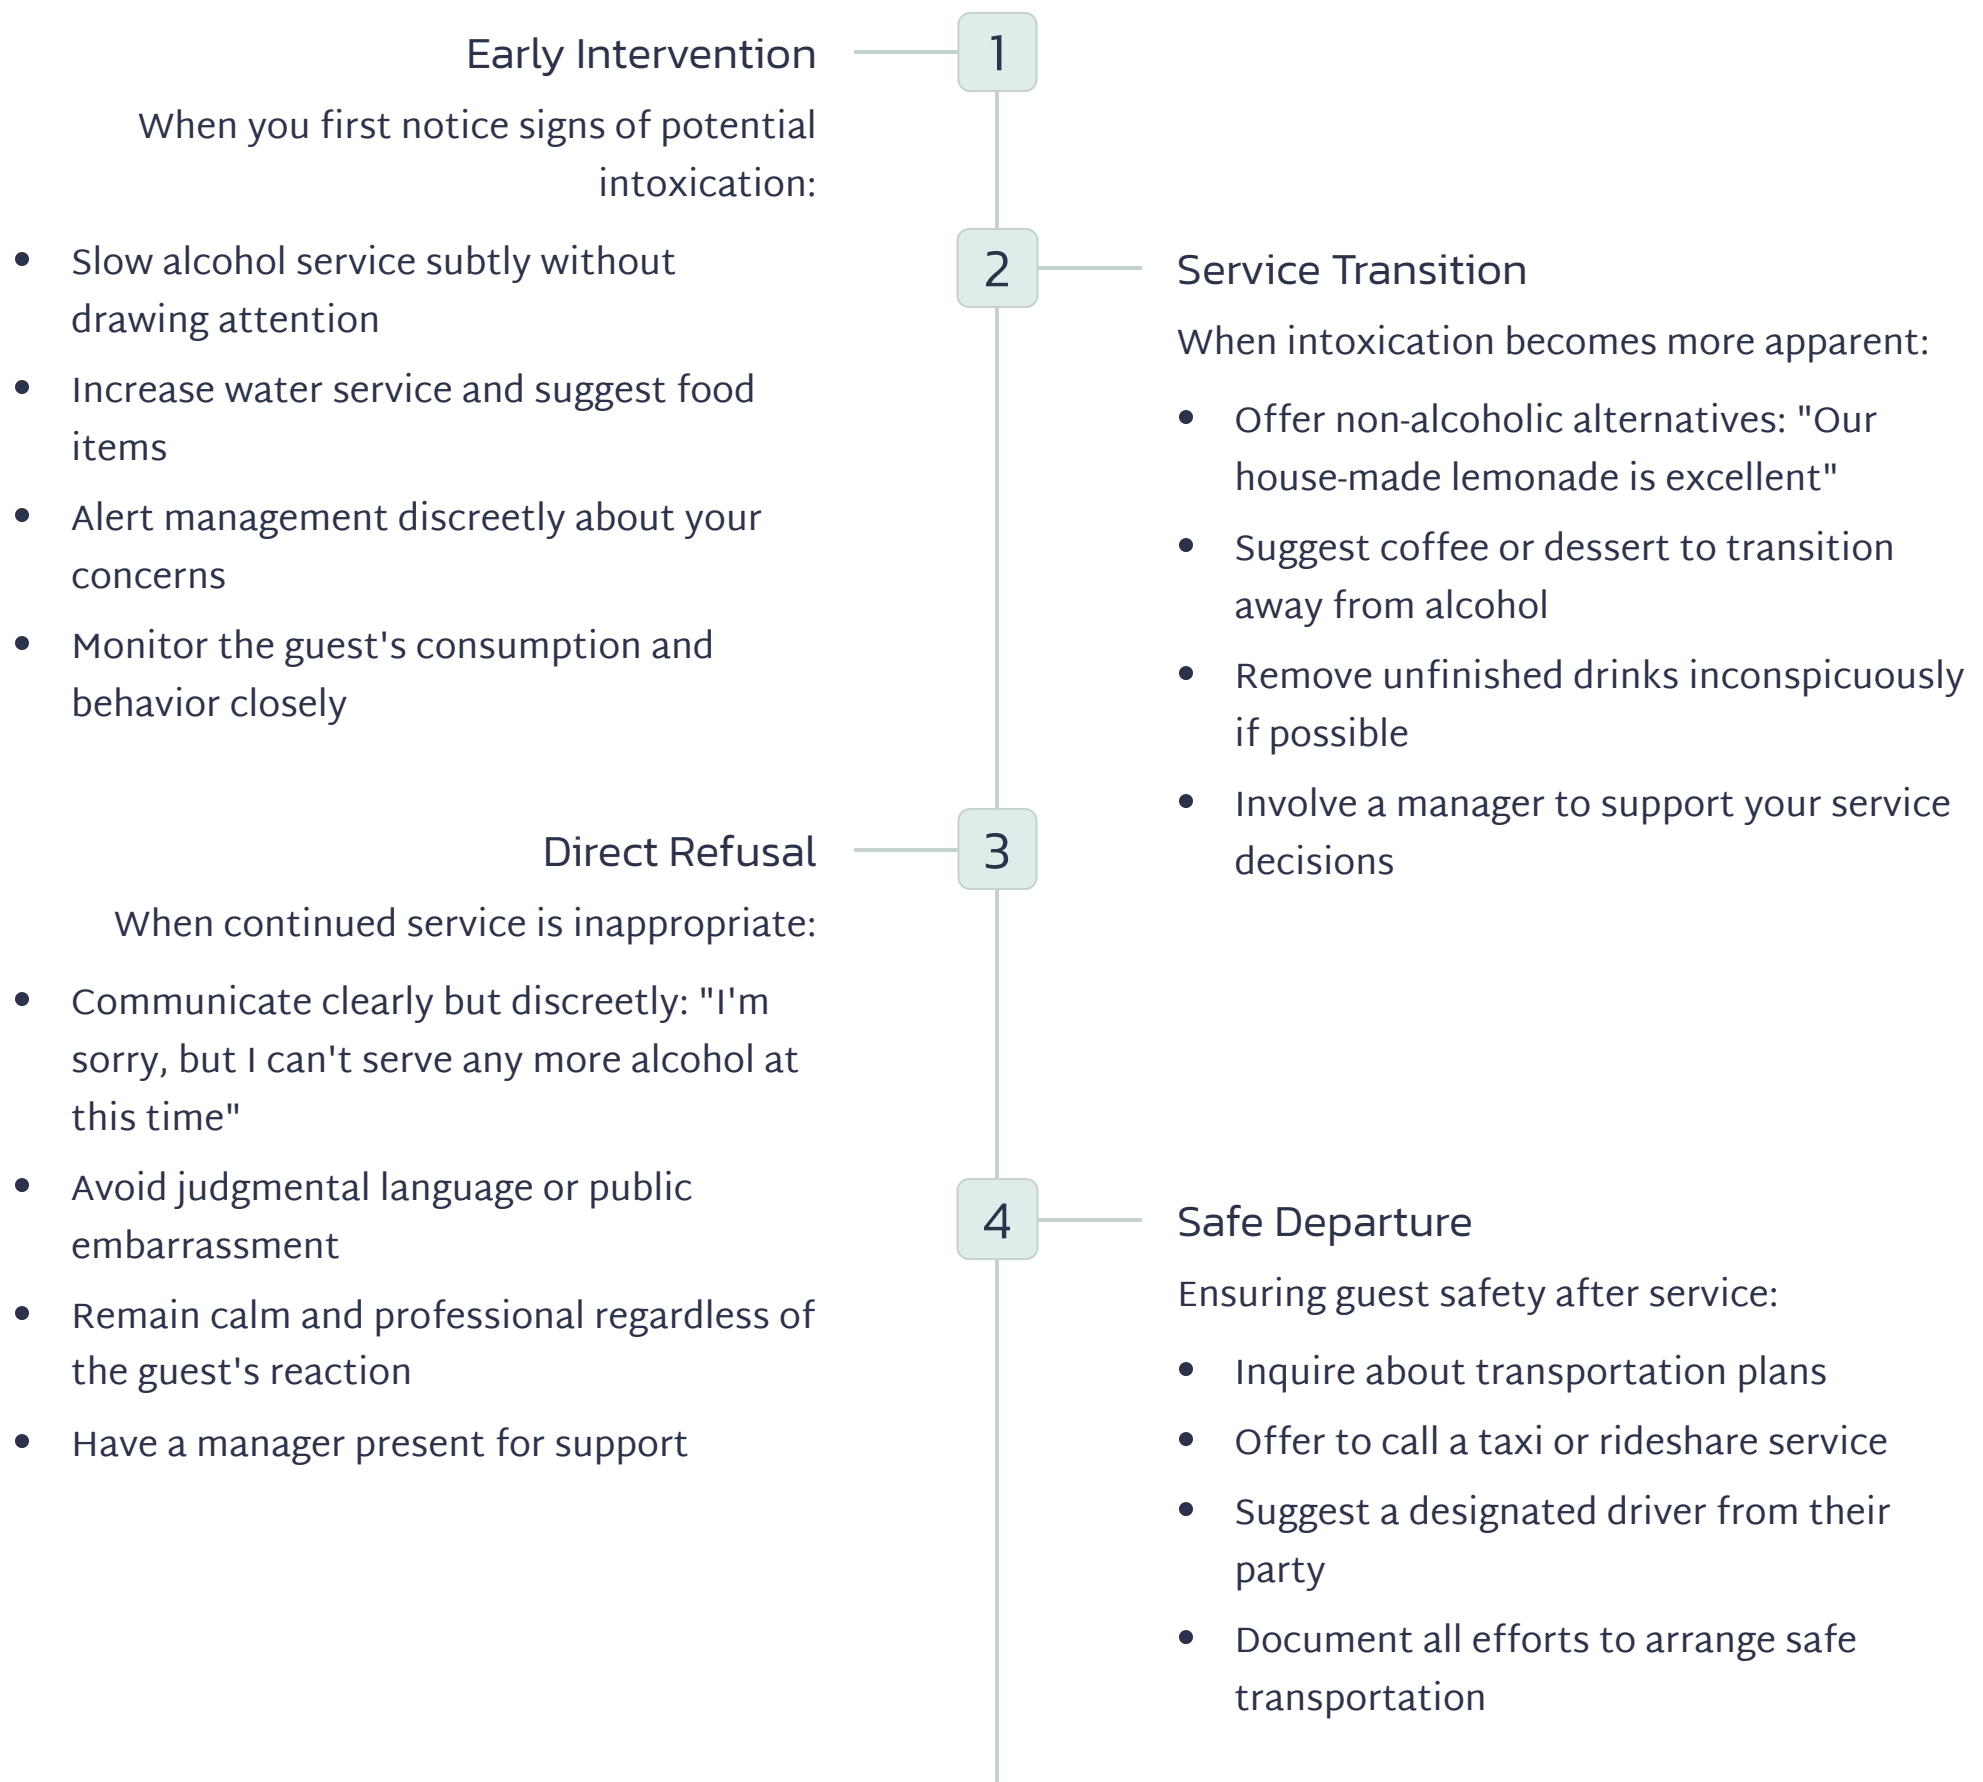 1
Early Intervention
When you first notice signs of potential
intoxication:
• Slow alcohol service subtly without
drawing attention
• Increase water service and suggest food
items
• Alert management discreetly about your
concerns
• Monitor the guest's consumption and
behavior closely
2
Service Transition
When intoxication becomes more apparent:
• Offer non-alcoholic alternatives: "Our
house-made lemonade is excellent"
• Suggest coffee or dessert to transition
away from alcohol
• Remove unfinished drinks inconspicuously
if possible
• Involve a manager to support your service
decisions
3
Direct Refusal
When continued service is inappropriate:
• Communicate clearly but discreetly: "I'm
sorry, but I can't serve any more alcohol at
this time"
• Avoid judgmental language or public
embarrassment
• Remain calm and professional regardless of
the guest's reaction
• Have a manager present for support
4
Safe Departure
Ensuring guest safety after service:
• Inquire about transportation plans
• Offer to call a taxi or rideshare service
• Suggest a designated driver from their
party
• Document all efforts to arrange safe
transportation